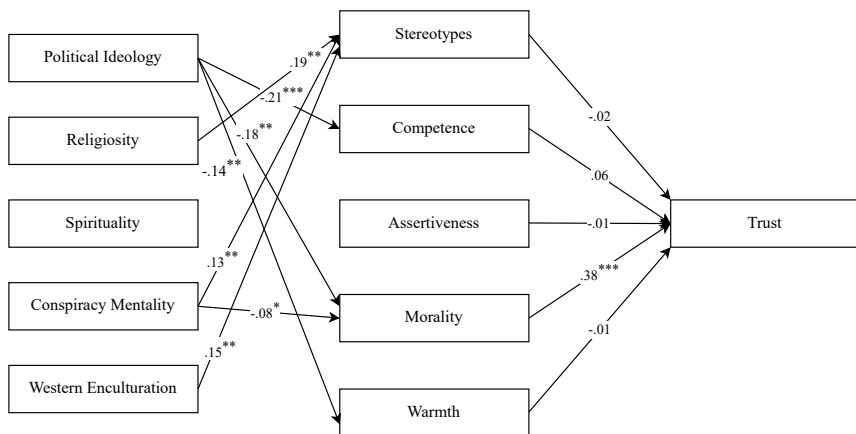 Stereotypes
Political Ideology
.19**
-.21***
-.02
Competence
Religiosity
-.18**
-.14**
.06
Spirituality
Assertiveness
-.01
Trust
.13**
.38***
Conspiracy Mentality
-.08*
Morality
-.01
.15**
Western Enculturation
Warmth